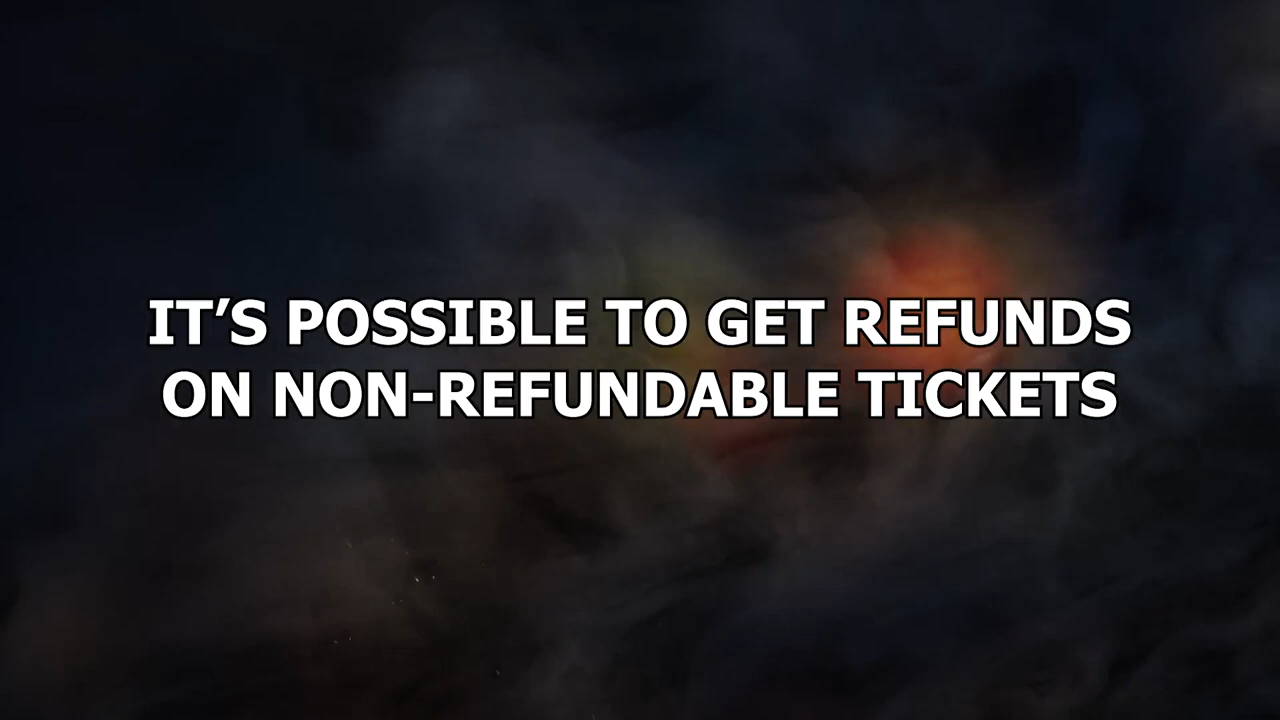 IT’S POSSIBLE TO GET REFUNDS
ON NON-REFUNDABLE TICKETS